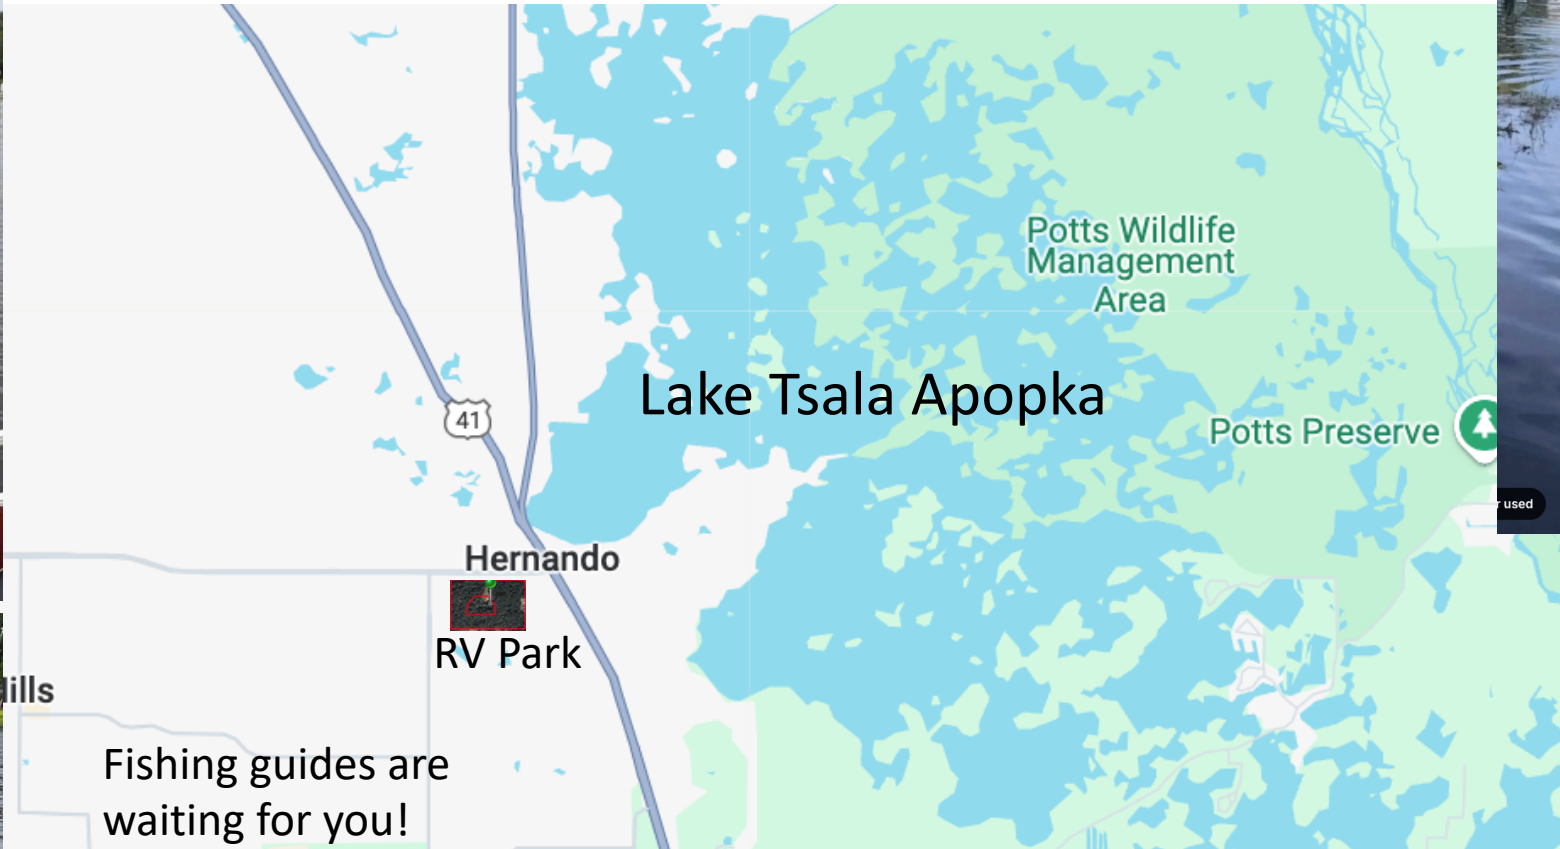 Potts Wildlife
Management
Area
Lake Tsala Apopka
41
Potts Preserve
used
Hernando
RV Park
Fishing guides are
waiting for you!